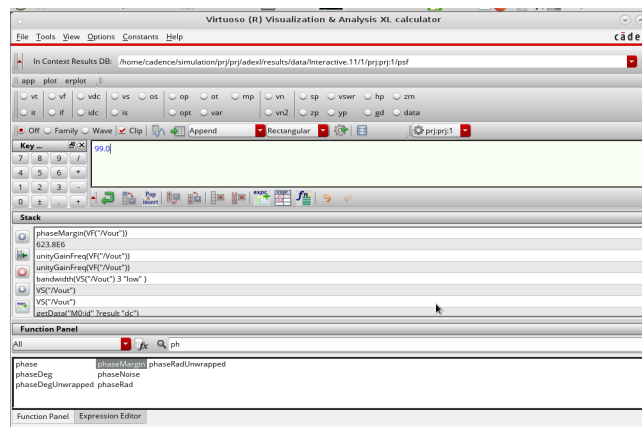 Virtuoso (R) Visualization & Analysis XL calculator
File Tools View Options Constants Help
cāde
In Context Results DB: /home/cadence/simulation/prj/prj/adexl/results/data/Interactive.11/1/prj:prj:1/psf
app plot erplot
vt vf vdc vs os op ot mp vn sp vswr hp zm
it if idc is opt var vn2 zp yp gd data
Off Family Wave Clip Append Rectangular prj:prj:1
Key ...
99.0
7 8 9 /
4 5 6 *
1 2 3 -
0 ± . +
Pop insert expr fn
Stack
phaseMargin(VF("/Vout"))
623.8E6
unityGainFreq(VF("/Vout"))
unityGainFreq(VF("/Vout"))
bandwidth(VS("/Vout") 3 "low" )
VS("/Vout")
VS("/Vout")
getData("M0:id" ?result "dc")
Function Panel
All fx ph
phase phaseMargin phaseRadUnwrapped
phaseDeg phaseNoise
phaseDegUnwrapped phaseRad
Function Panel Expression Editor